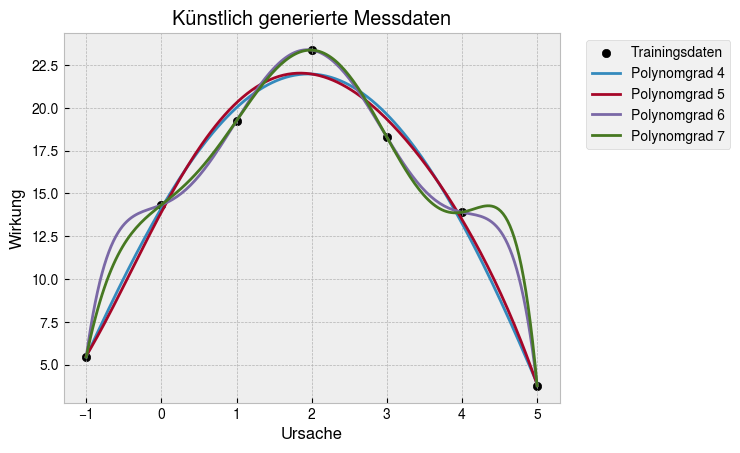 Künstlich generierte Messdaten
Wirkung
22.5
20.0
17.5
15.0
12.5
10.0
7.5
5.0
−1
0
1
2
3
4
5
Ursache
Trainingsdaten
Polynomgrad 4
Polynomgrad 5
Polynomgrad 6
Polynomgrad 7